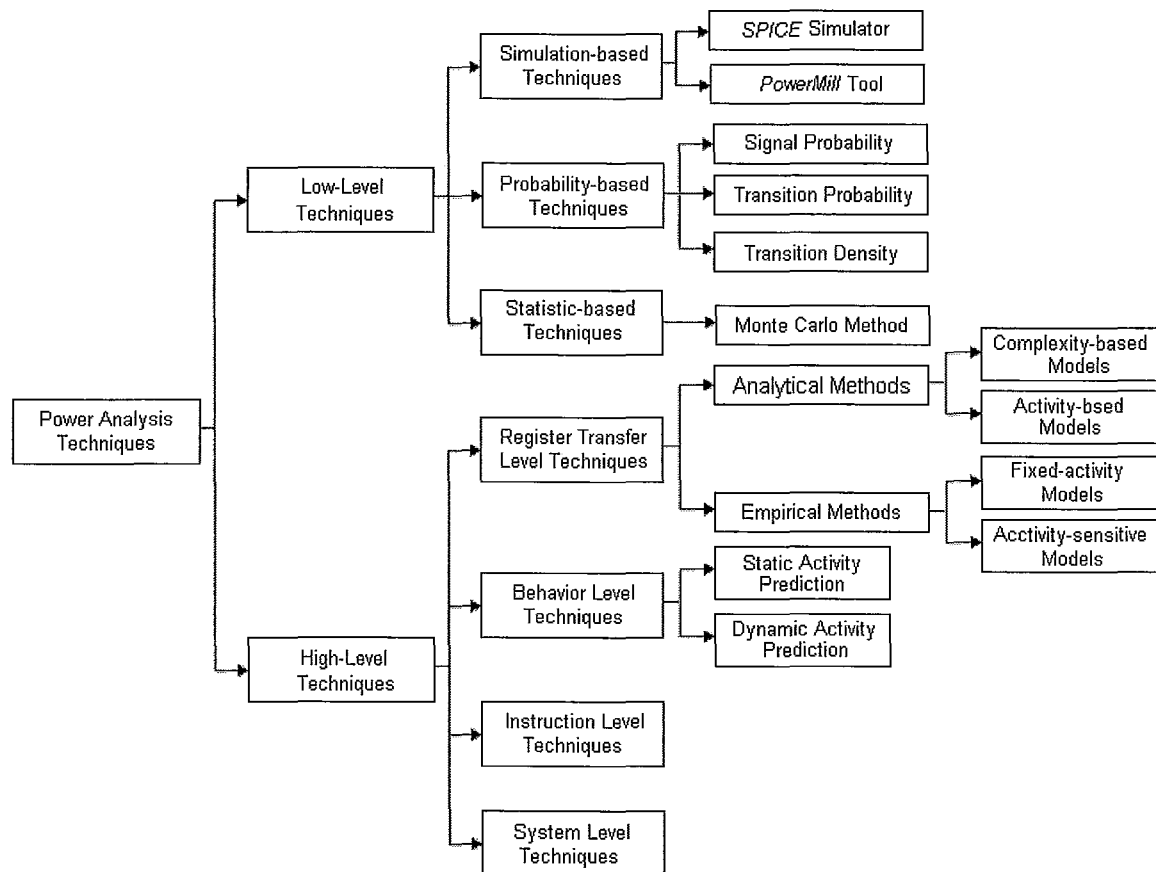 SPICE Simulator
Simulation-based
Techniques
PowerMill Tool
Signal Probability
Low-Level
Techniques
Probability-based
Techniques
Transition Probability
Transition Density
Statistic-based
Techniques
Monte Carlo Method
Complexity-based
Models
Analytical Methods
Power Analysis
Techniques
Activity-bsed
Models
Register Transfer
Level Techniques
Fixed-activity
Models
Empirical Methods
Acctivity-sensitive
Models
Static Activity
Prediction
Behavior Level
Techniques
Dynamic Activity
Prediction
High-Level
Techniques
Instruction Level
Techniques
System Level
Techniques